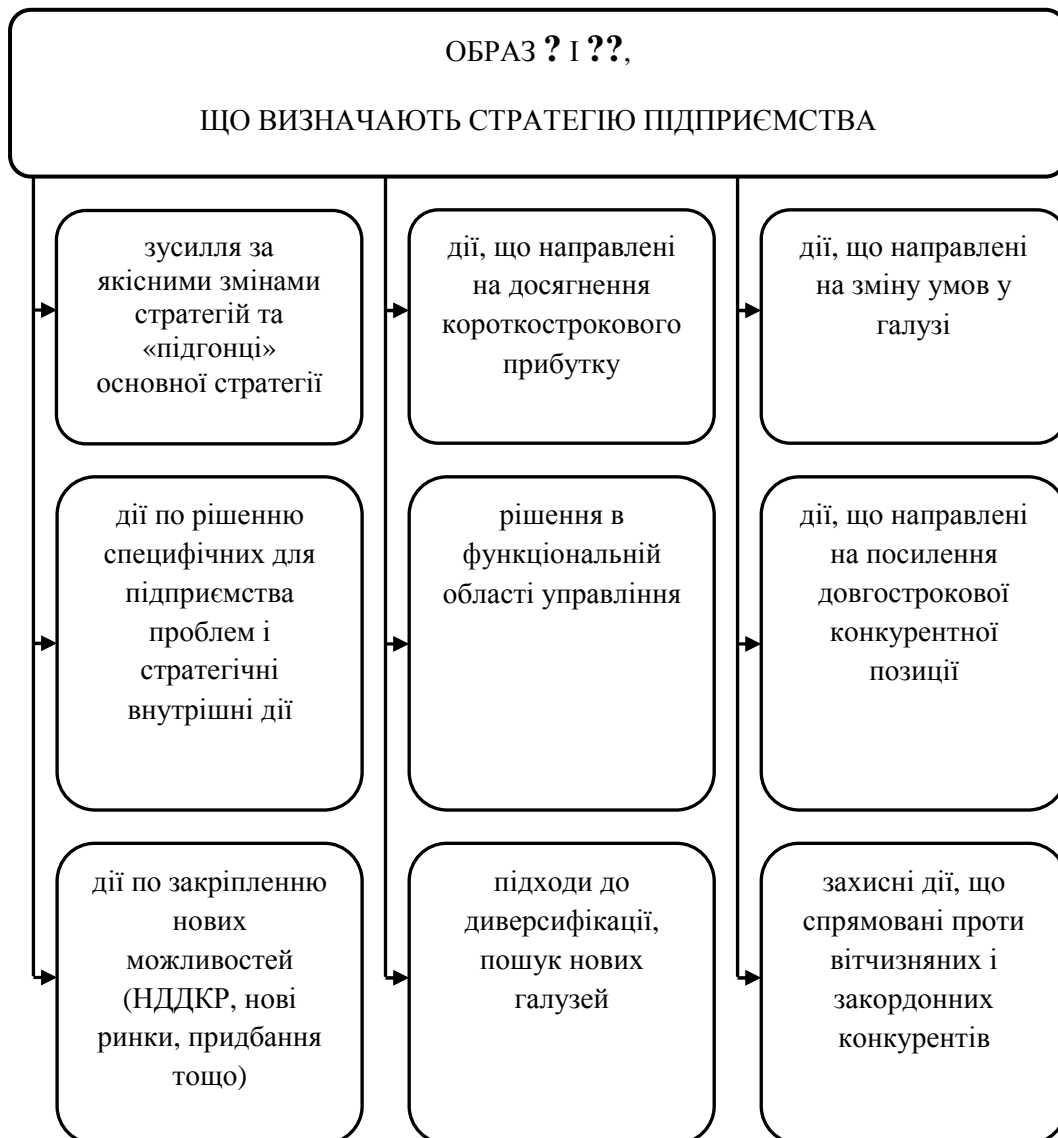 ОБРАЗ ? І ??,
ЩО ВИЗНАЧАЮТЬ СТРАТЕГІЮ ПІДПРИЄМСТВА
зусилля за
якісними змінами
стратегій та
«підгонці»
основної стратегії
дії, що направлені
на досягнення
короткострокового
прибутку
дії, що направлені
на зміну умов у
галузі
дії по рішенню
специфічних для
підприємства
проблем і
стратегічні
внутрішні дії
рішення в
функціональній
області управління
дії, що направлені
на посилення
довгострокової
конкурентної
позиції
дії по закріпленню
нових
можливостей
(НДДКР, нові
ринки, придбання
тощо)
підходи до
диверсифікації,
пошук нових
галузей
захисні дії, що
спрямовані проти
вітчизняних і
закордонних
конкурентів